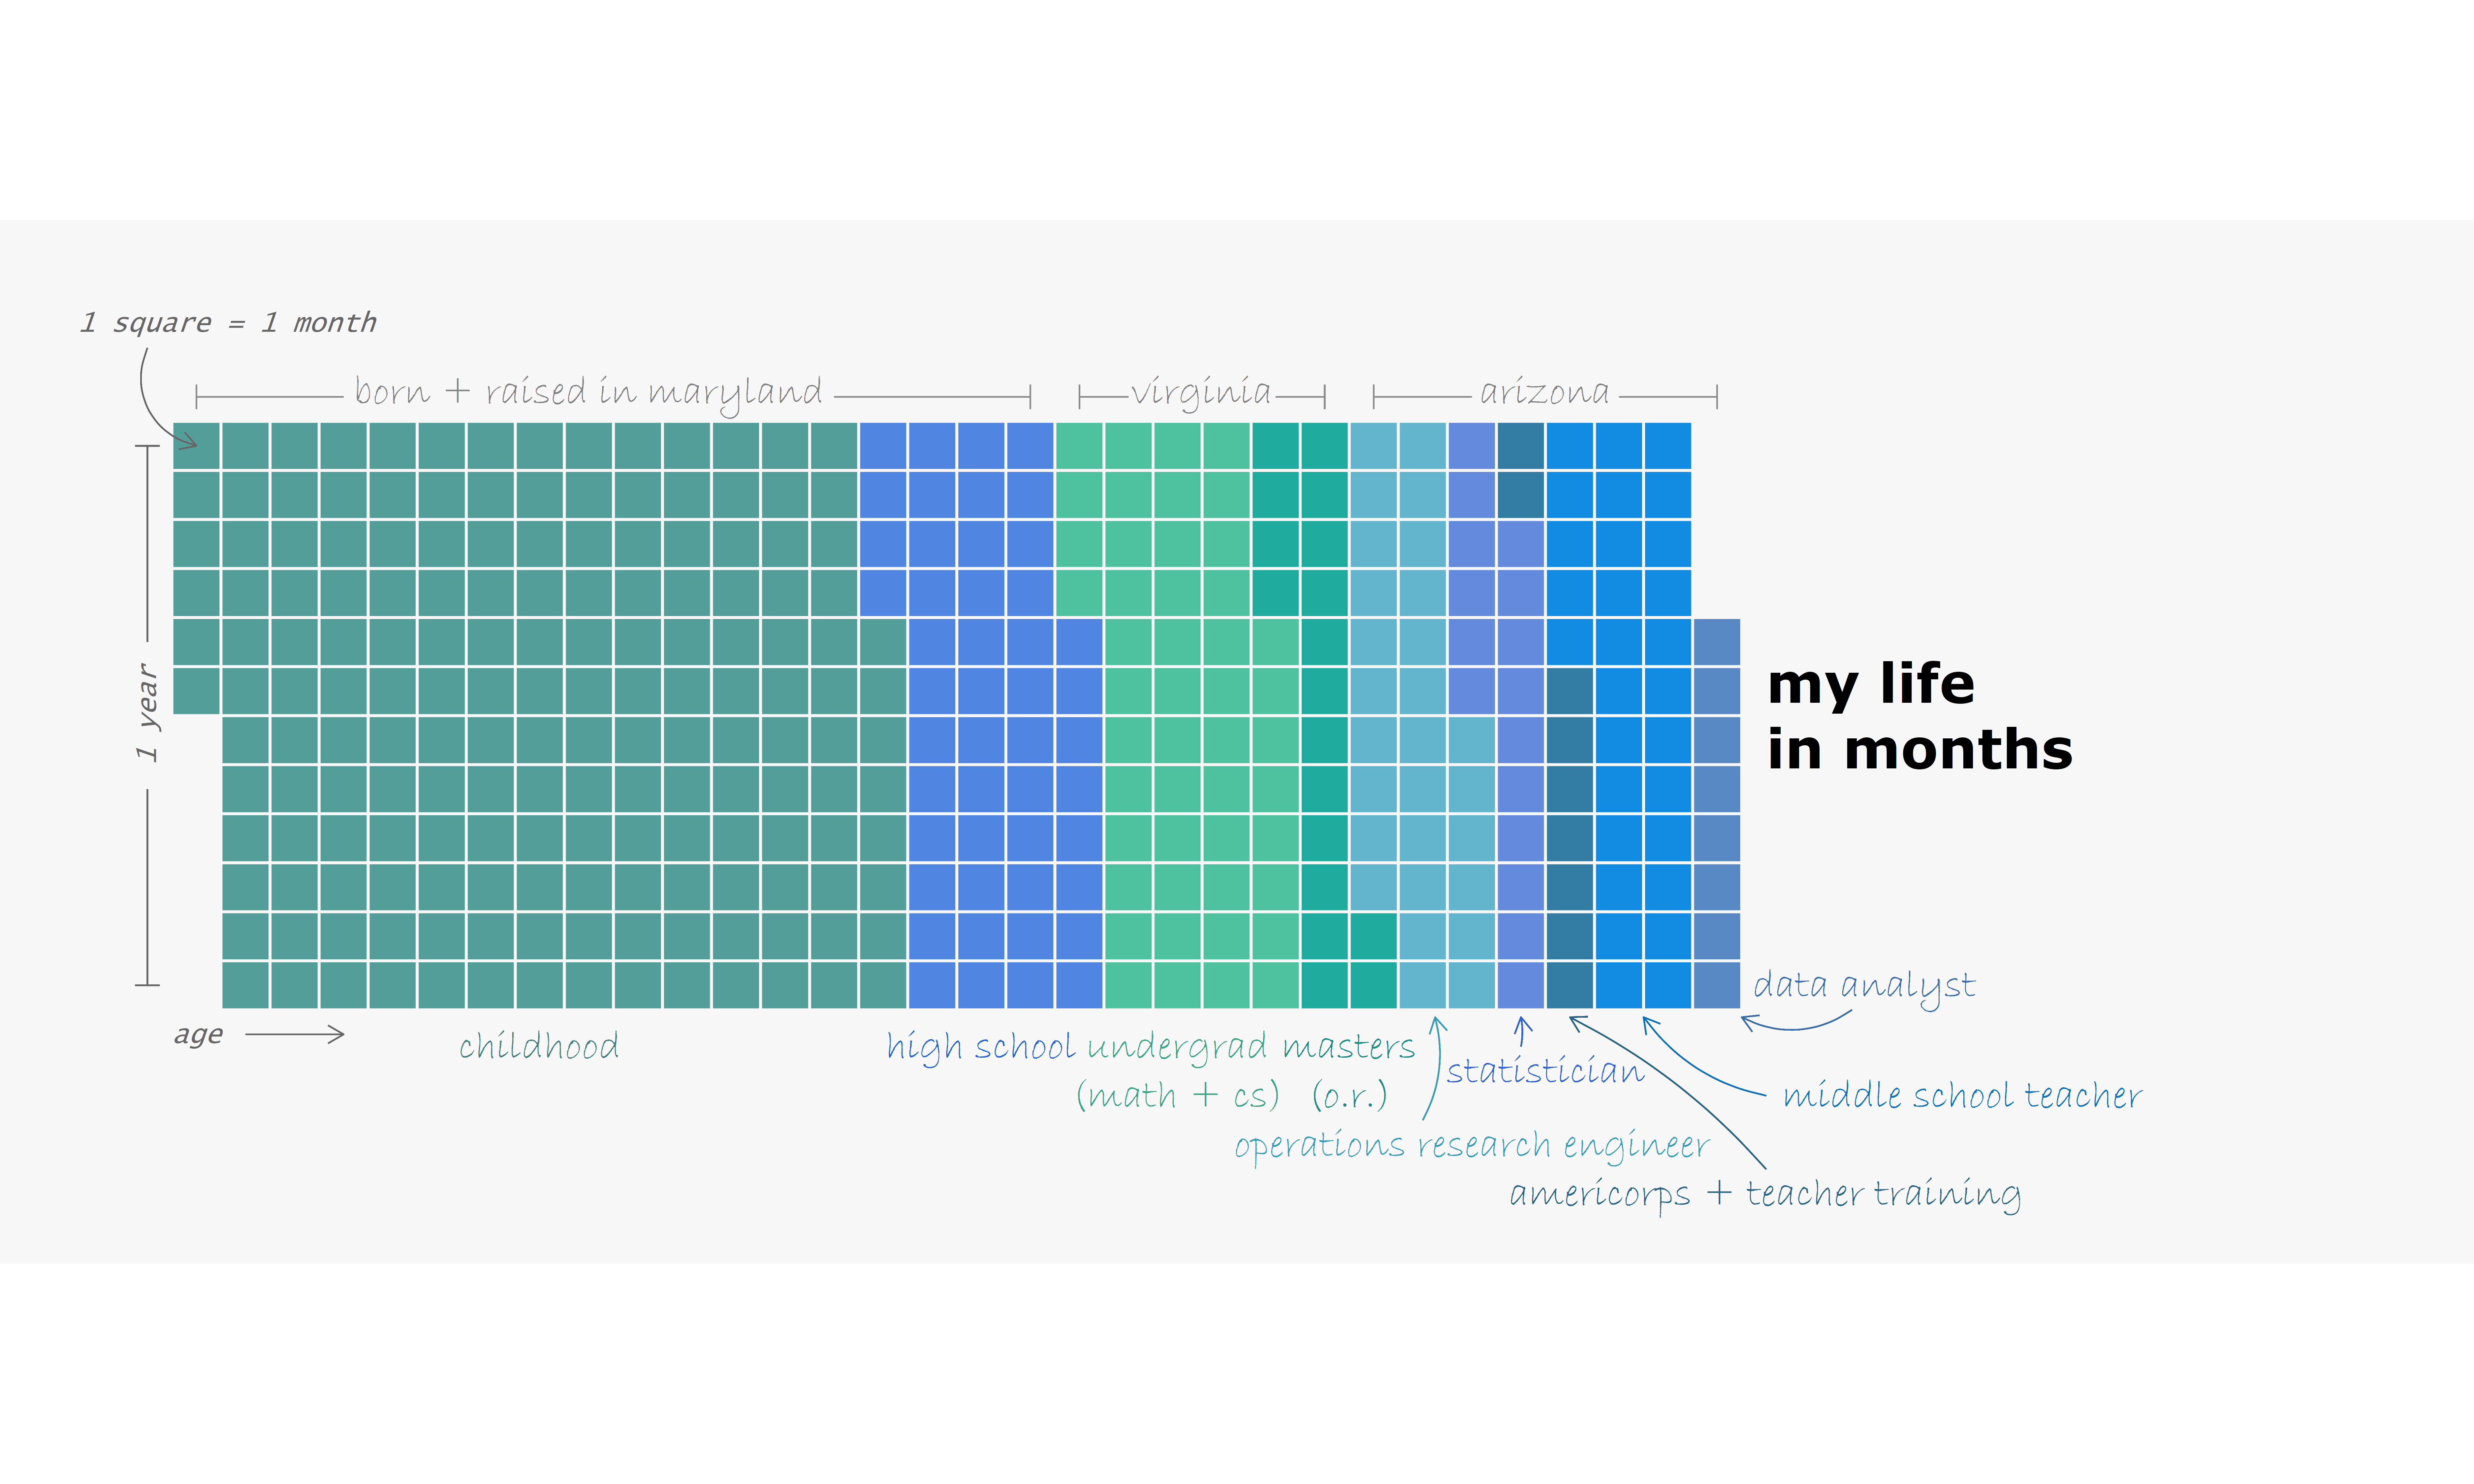 1 square = 1 month
born + raised in maryland
virginia
arizona
1 year
my life
in months
age
childhood
high school
undergrad
(math + cs)
masters
(o.r.)
operations research engineer
statistician
americorps + teacher training
middle school teacher
data analyst